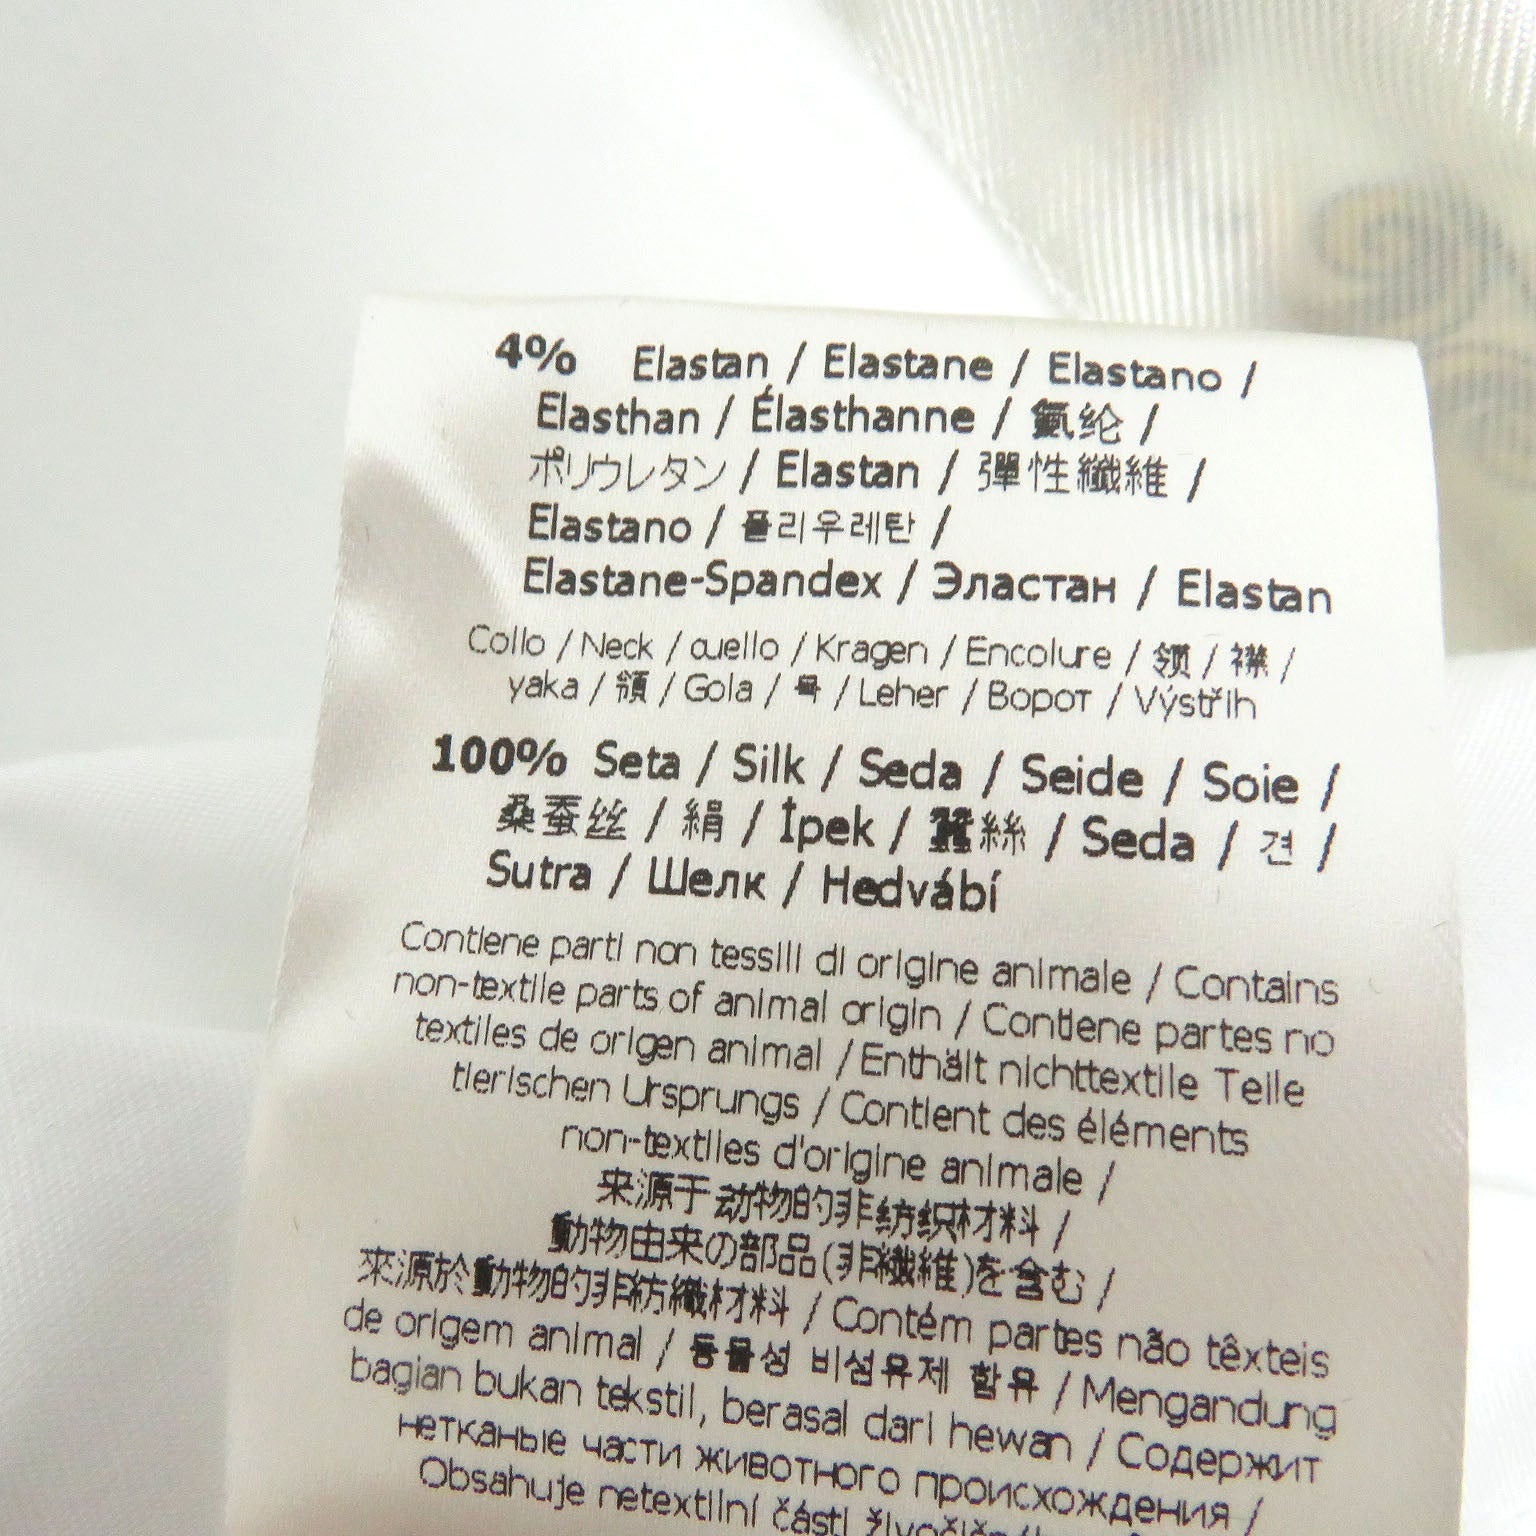 4% Elastan / Elastane / Elastano /
Elasthan / Élasthanne / 氨纶 /
ポリウレタン / Elastan / 彈性纖維 /
Elastano / 폴리우레탄 /
Elastane-Spandex / Эластан / Elastan
Collo / Neck / cuello / Kragen / Encolure / 领 / 襟 /
yaka / 領 / Gola / 목 / Leher / Ворот / Výstřih
100% Seta / Silk / Seda / Seide / Soie /
桑蚕丝 / 絹 / İpek / 蠶絲 / Seda / 견 /
Sutra / Шелк / Hedvábí
Contiene parti non tessili di origine animale / Contains
non-textile parts of animal origin / Contiene partes no
textiles de origen animal / Enthält nichttextile Teile
tierischen Ursprungs / Contient des éléments
non-textiles d'origine animale /
来源于动物的非纺织材料 /
動物由来の部品(非繊維)を含む /
來源於動物的非紡織材料 / Contém partes não têxteis
de origem animal / 동물성 비섬유제 함유 / Mengandung
bagian bukan tekstil, berasal dari hewan / Содержит
нетканые части животного происхождения /
Obsahuje netextilní části